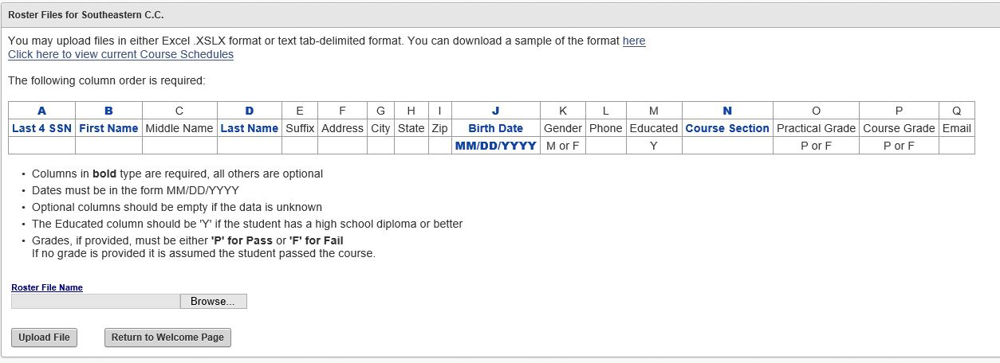 Roster Files for Southeastern C.C.
You may upload files in either Excel .XSLX format or text tab-delimited format. You can download a sample of the format here
Click here to view current Course Schedules
The following column order is required:
A B C D E F G H I J K L M N O P Q
Last 4 SSN First Name Middle Name Last Name Suffix Address City State Zip Birth Date Gender Phone Educated Course Section Practical Grade Course Grade Email
MM/DD/YYYY M or F Y P or F P or F
• Columns in bold type are required, all others are optional
• Dates must be in the form MM/DD/YYYY
• Optional columns should be empty if the data is unknown
• The Educated column should be 'Y' if the student has a high school diploma or better
• Grades, if provided, must be either 'P' for Pass or 'F' for Fail
If no grade is provided it is assumed the student passed the course.
Roster File Name
Browse...
Upload File Return to Welcome Page